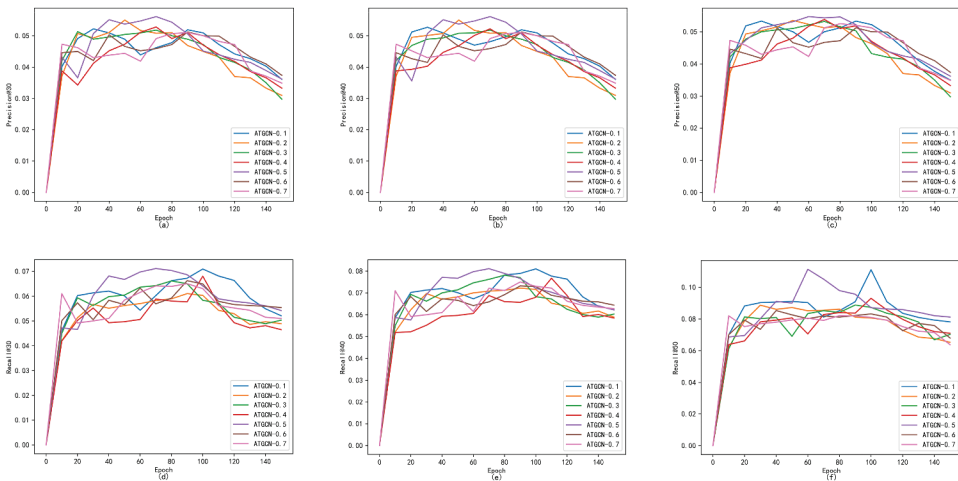 Precision@30
0.05
0.04
0.03
0.02
0.01
0.00
0 20 40 60 80 100 120 140
Epoch
(a)
ATGCN-0.1
ATGCN-0.2
ATGCN-0.3
ATGCN-0.4
ATGCN-0.5
ATGCN-0.6
ATGCN-0.7
Precision@40
0.05
0.04
0.03
0.02
0.01
0.00
0 20 40 60 80 100 120 140
Epoch
(b)
ATGCN-0.1
ATGCN-0.2
ATGCN-0.3
ATGCN-0.4
ATGCN-0.5
ATGCN-0.6
ATGCN-0.7
Precision@50
0.05
0.04
0.03
0.02
0.01
0.00
0 20 40 60 80 100 120 140
Epoch
(c)
ATGCN-0.1
ATGCN-0.2
ATGCN-0.3
ATGCN-0.4
ATGCN-0.5
ATGCN-0.6
ATGCN-0.7
Recall@30
0.07
0.06
0.05
0.04
0.03
0.02
0.01
0.00
0 20 40 60 80 100 120 140
Epoch
(d)
ATGCN-0.1
ATGCN-0.2
ATGCN-0.3
ATGCN-0.4
ATGCN-0.5
ATGCN-0.6
ATGCN-0.7
Recall@40
0.08
0.07
0.06
0.05
0.04
0.03
0.02
0.01
0.00
0 20 40 60 80 100 120 140
Epoch
(e)
ATGCN-0.1
ATGCN-0.2
ATGCN-0.3
ATGCN-0.4
ATGCN-0.5
ATGCN-0.6
ATGCN-0.7
Recall@50
0.10
0.08
0.06
0.04
0.02
0.00
0 20 40 60 80 100 120 140
Epoch
(f)
ATGCN-0.1
ATGCN-0.2
ATGCN-0.3
ATGCN-0.4
ATGCN-0.5
ATGCN-0.6
ATGCN-0.7